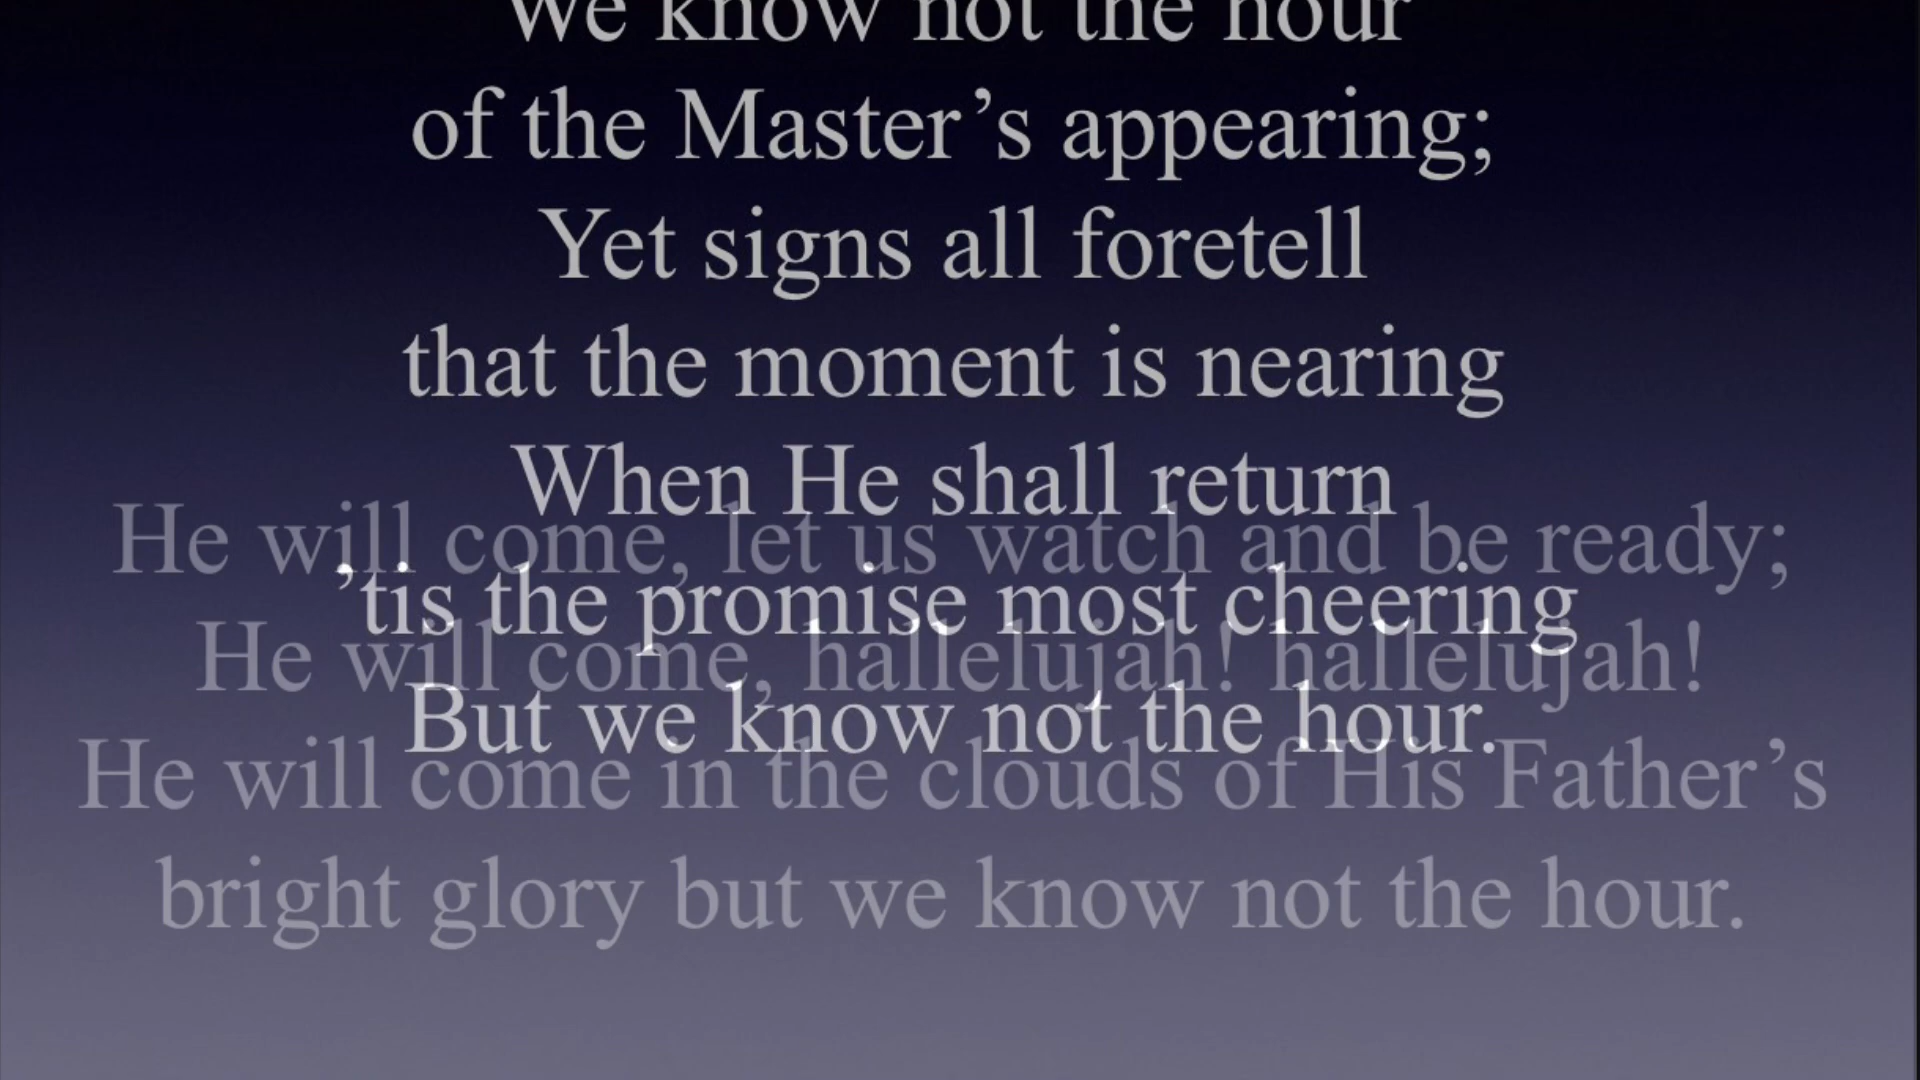 We know not the hour
of the Master’s appearing;
Yet signs all foretell
that the moment is nearing
When He shall return
’tis the promise most cheering
But we know not the hour.
He will come, let us watch and be ready;
He will come, hallelujah! hallelujah!
He will come in the clouds of His Father’s
bright glory but we know not the hour.